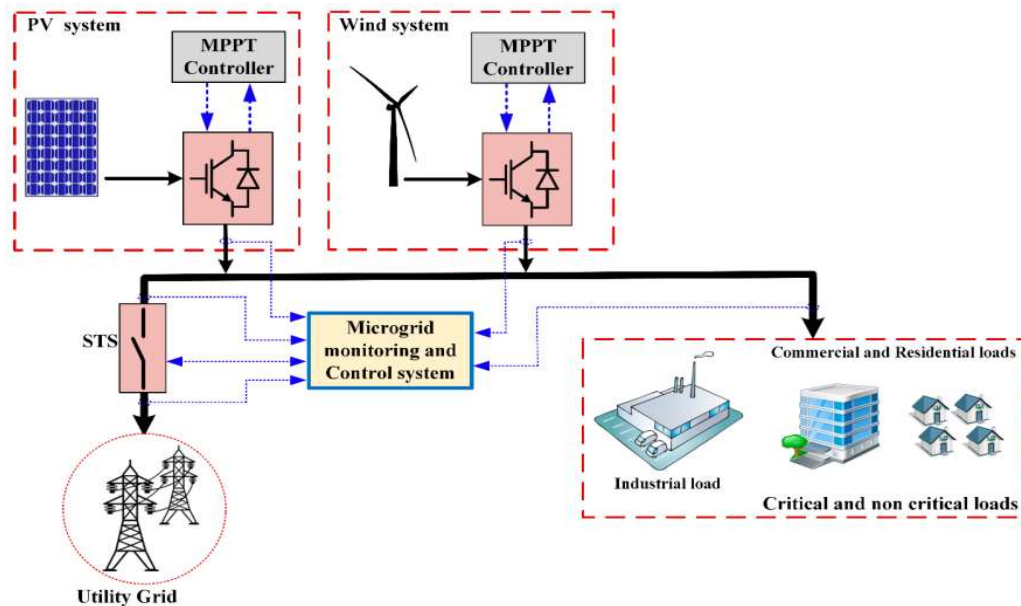 PV system
MPPT
Controller
Wind system
MPPT
Controller
STS
Microgrid
monitoring and
Control system
Commercial and Residential loads
Industrial load
Critical and non critical loads
Utility Grid